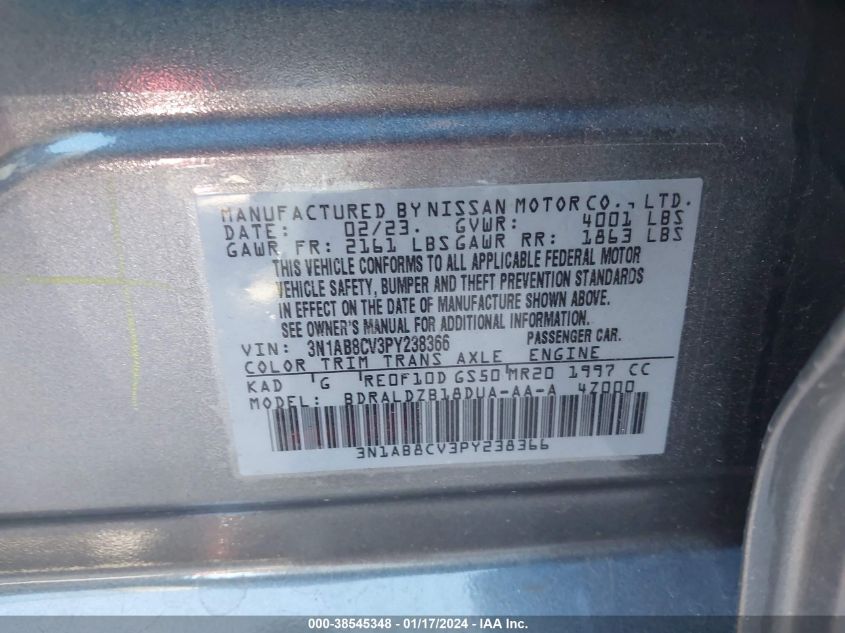 MANUFACTURED BY NISSAN MOTOR CO., LTD.
DATE: 02/23. GVWR: 4001 LBS
GAWR FR: 2161 LBS GAWR RR: 1863 LBS
THIS VEHICLE CONFORMS TO ALL APPLICABLE FEDERAL MOTOR
VEHICLE SAFETY, BUMPER AND THEFT PREVENTION STANDARDS
IN EFFECT ON THE DATE OF MANUFACTURE SHOWN ABOVE.
SEE OWNER'S MANUAL FOR ADDITIONAL INFORMATION.
VIN: 3N1AB8CV3PY238366 PASSENGER CAR.
COLOR TRIM TRANS AXLE ENGINE
KAD G RE0F10D GS50 MR20 1997 CC
MODEL: BDRALDZB18DUA-AA-A 4Z000
3N1AB8CV3PY238366
000-38545348 - 01/17/2024 - IAA Inc.